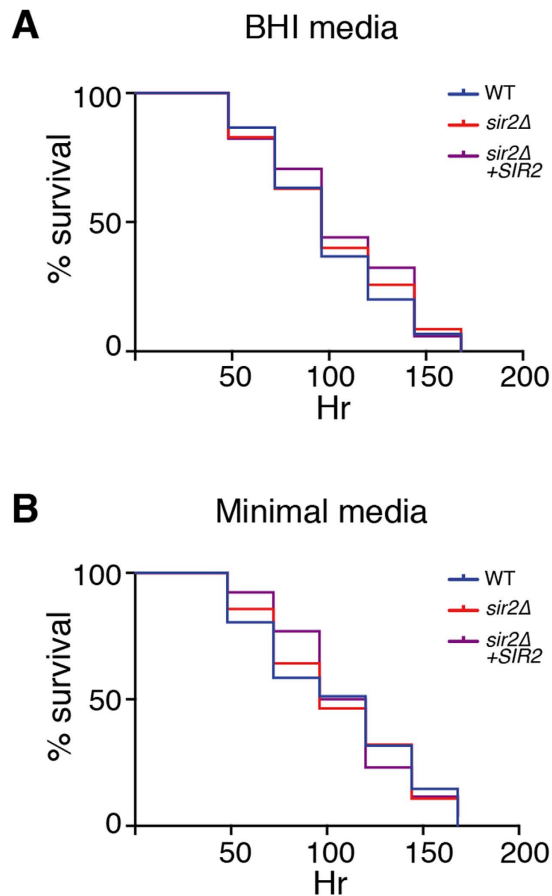 A
BHI media
% survival
100
50
0
50 100 150 200
Hr
WT
sir2Δ
sir2Δ
+SIR2
B
Minimal media
% survival
100
50
0
50 100 150 200
Hr
WT
sir2Δ
sir2Δ
+SIR2